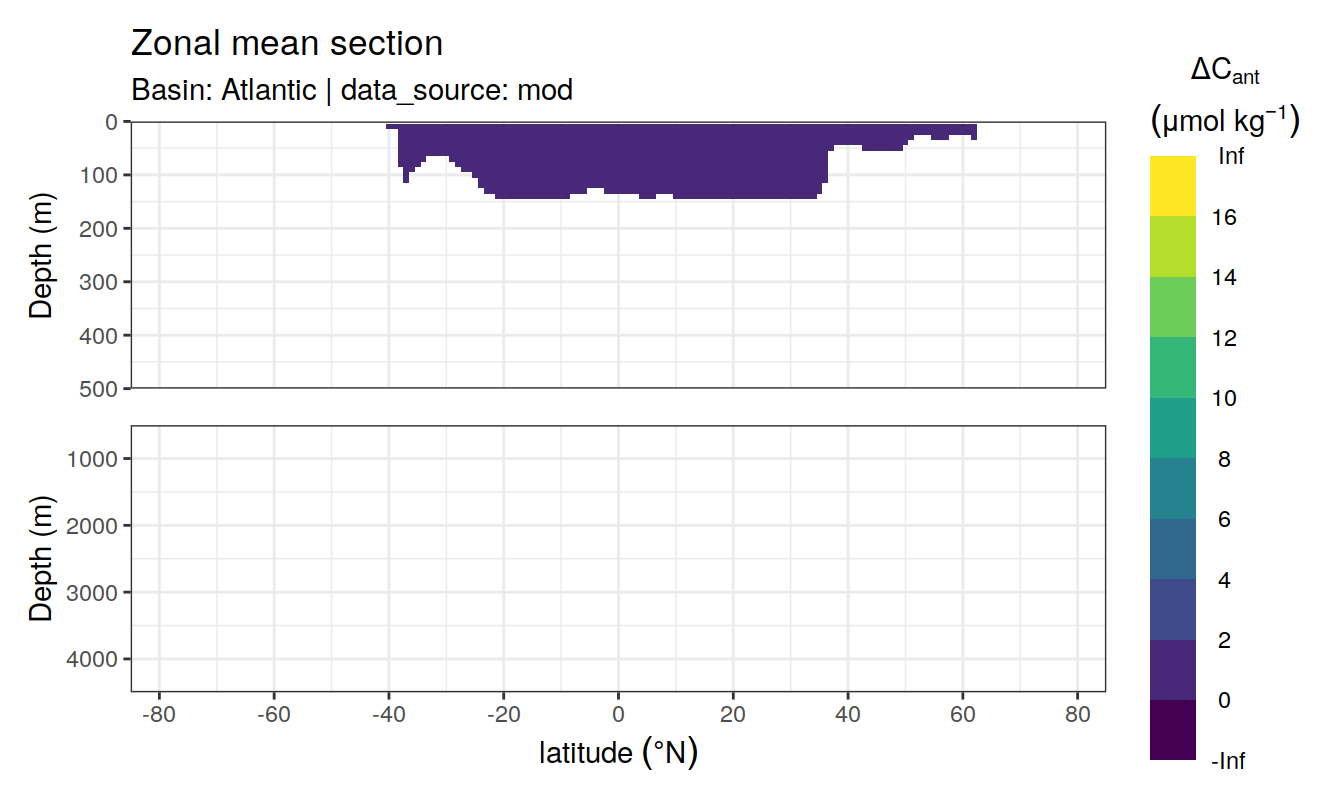 Zonal mean section
Basin: Atlantic | data_source: mod
Depth (m)
0
100
200
300
400
500
Depth (m)
1000
2000
3000
4000
-80 -60 -40 -20 0 20 40 60 80
latitude (°N)
ΔCant
(μmol kg⁻¹)
Inf
16
14
12
10
8
6
4
2
0
-Inf